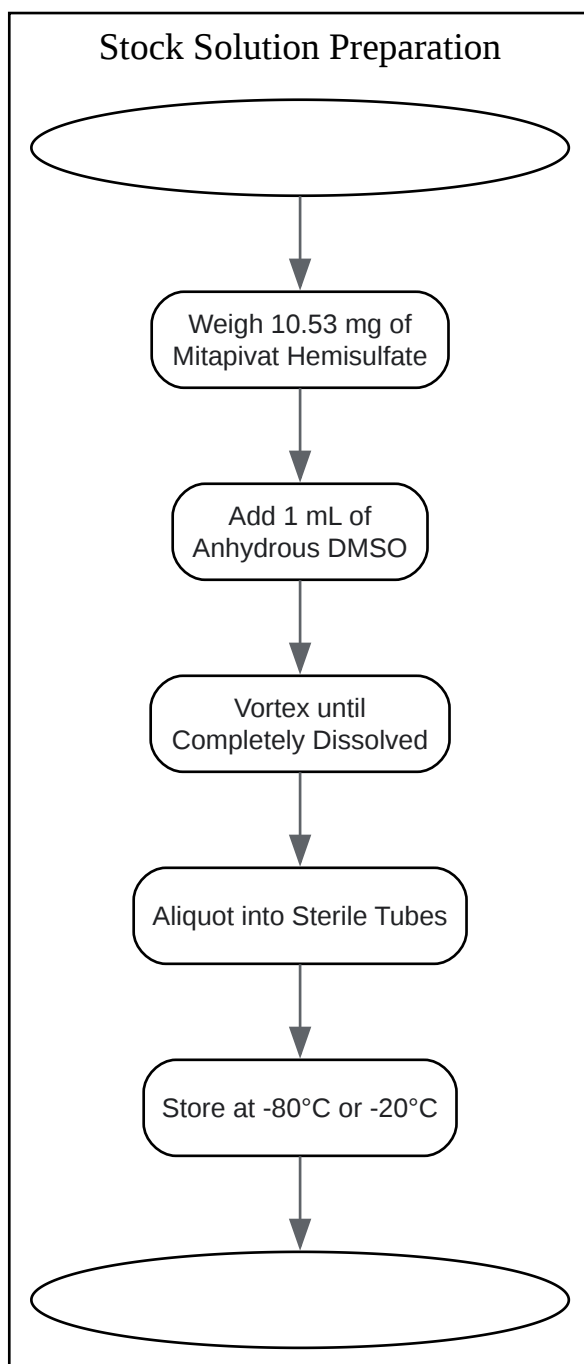 Stock Solution Preparation
Weigh 10.53 mg of
Mitapivat Hemisulfate
Add 1 mL of
Anhydrous DMSO
Vortex until
Completely Dissolved
Aliquot into Sterile Tubes
Store at -80°C or -20°C